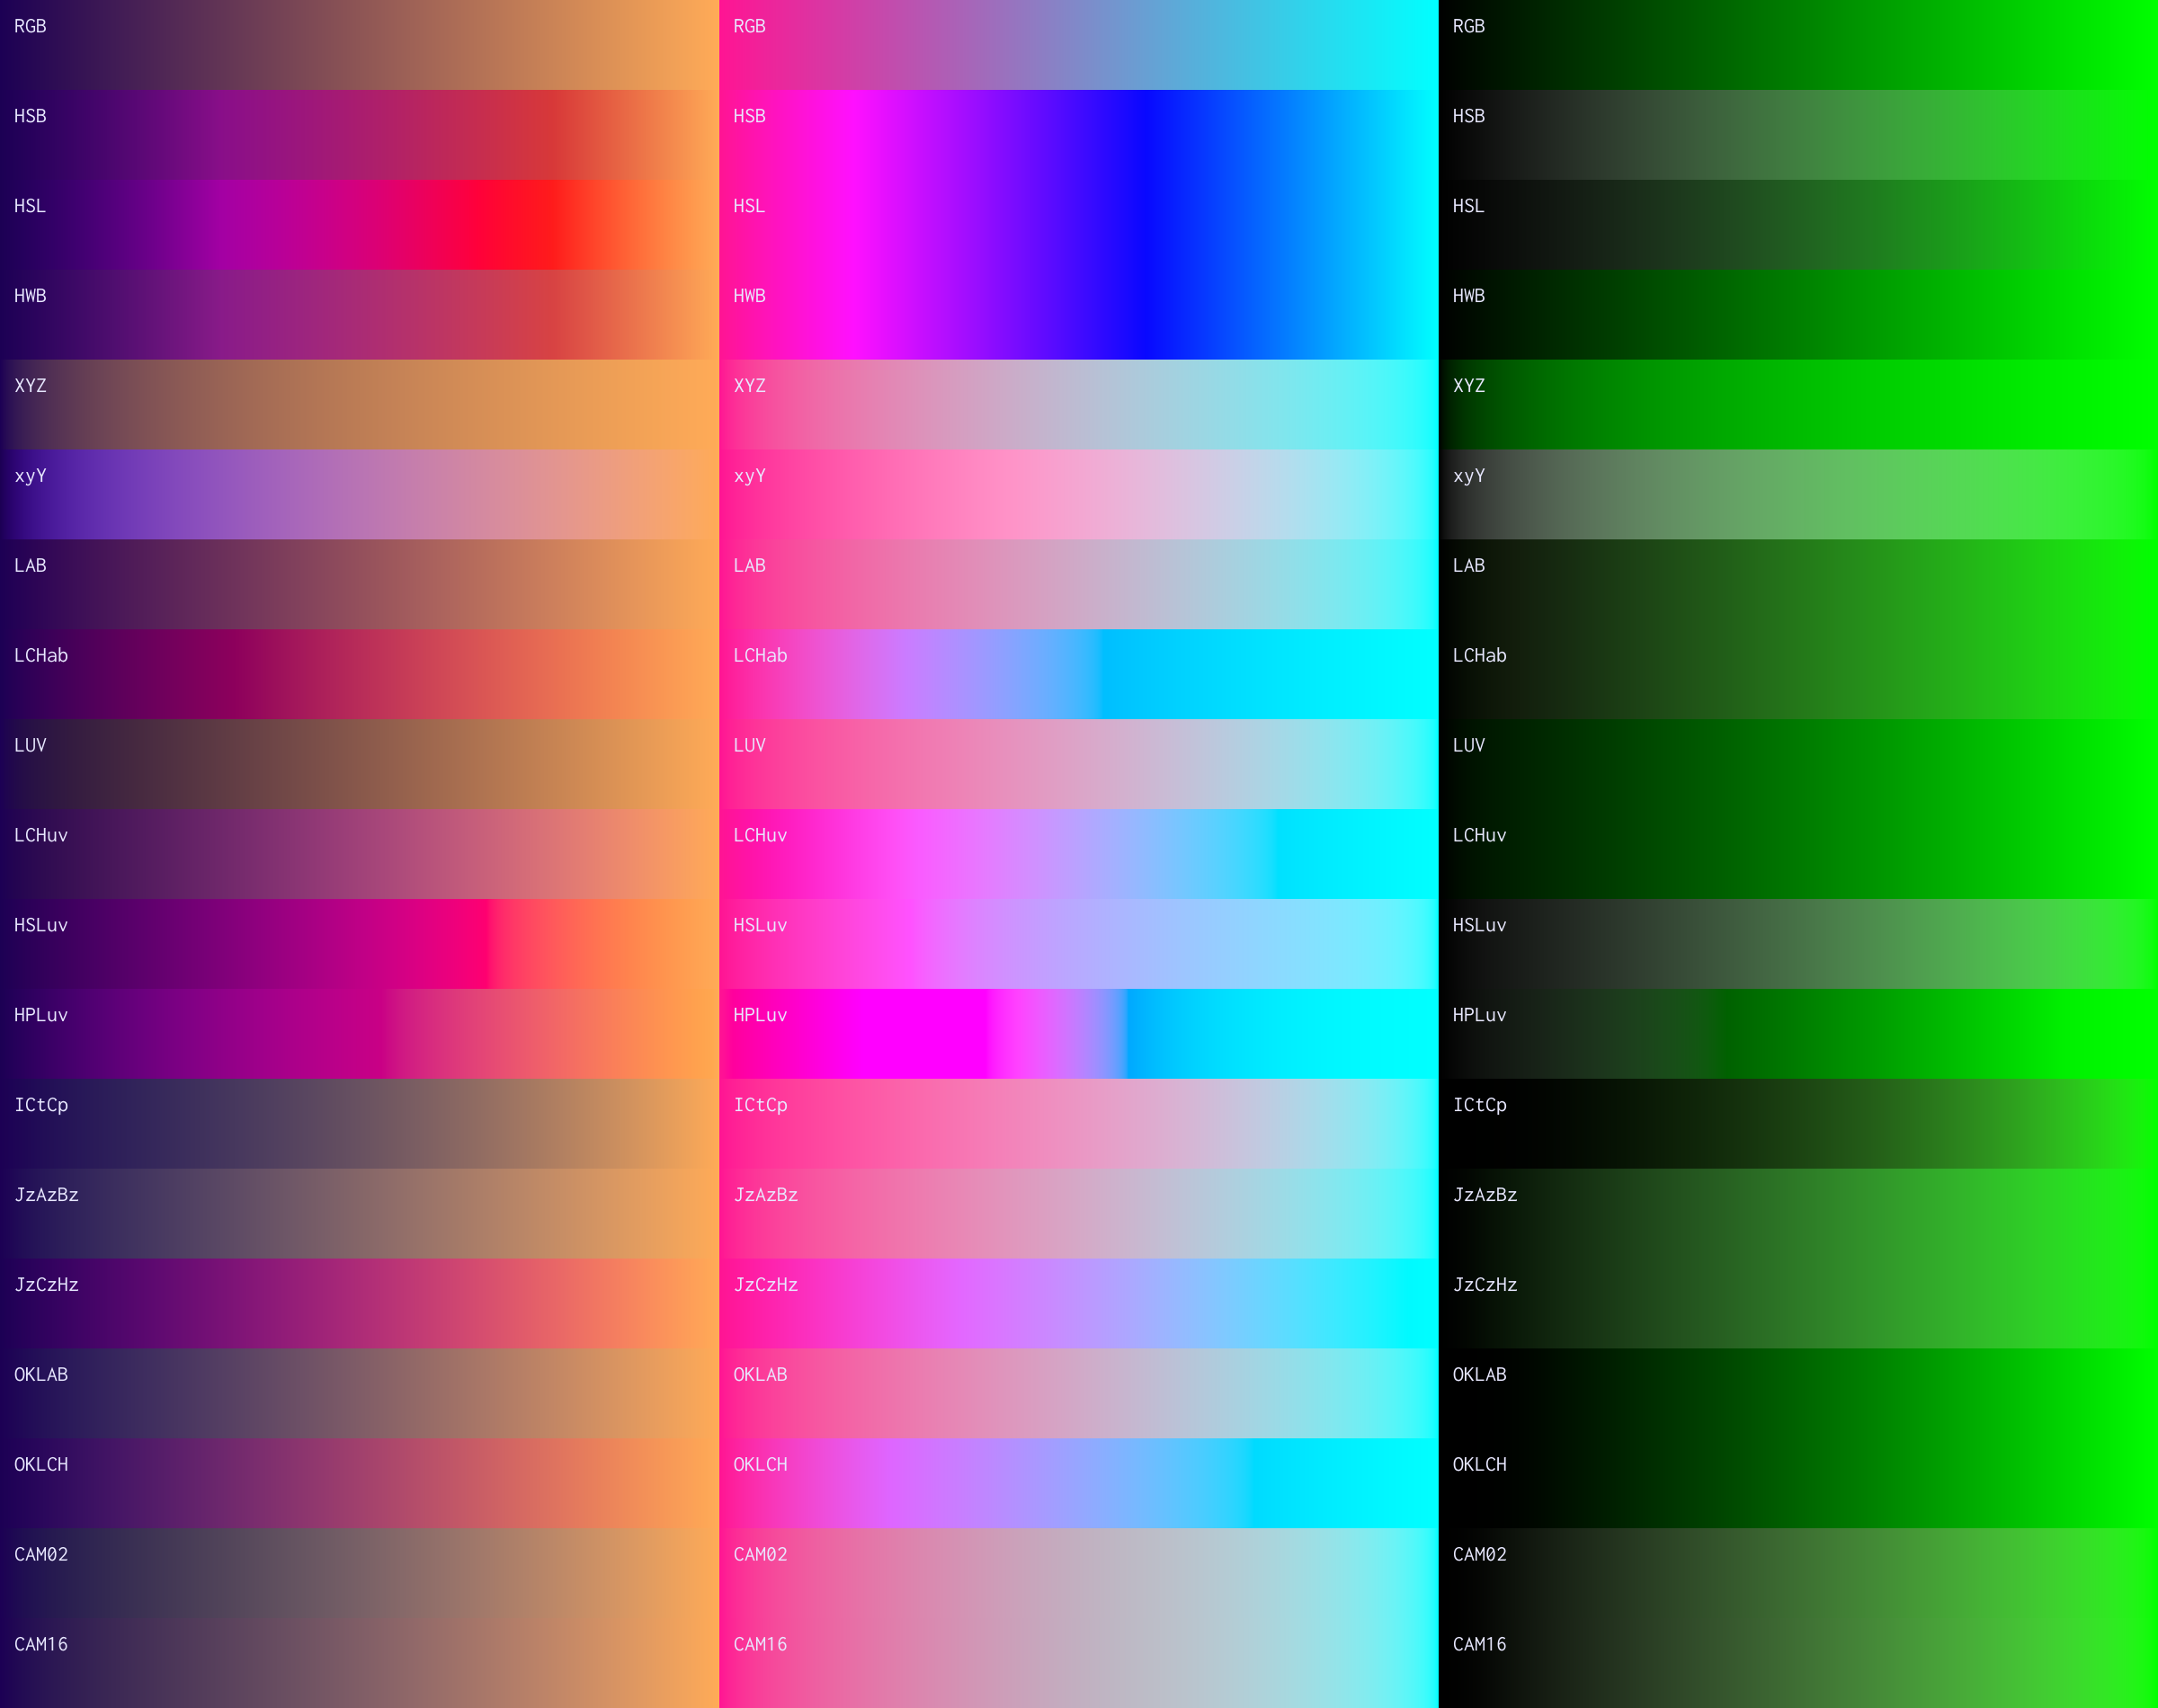 RGB RGB RGB
HSB HSB HSB
HSL HSL HSL
HWB HWB HWB
XYZ XYZ XYZ
xyY xyY xyY
LAB LAB LAB
LCHab LCHab LCHab
LUV LUV LUV
LCHuv LCHuv LCHuv
HSLuv HSLuv HSLuv
HPLuv HPLuv HPLuv
ICtCp ICtCp ICtCp
JzAzBz JzAzBz JzAzBz
JzCzHz JzCzHz JzCzHz
OKLAB OKLAB OKLAB
OKLCH OKLCH OKLCH
CAM02 CAM02 CAM02
CAM16 CAM16 CAM16